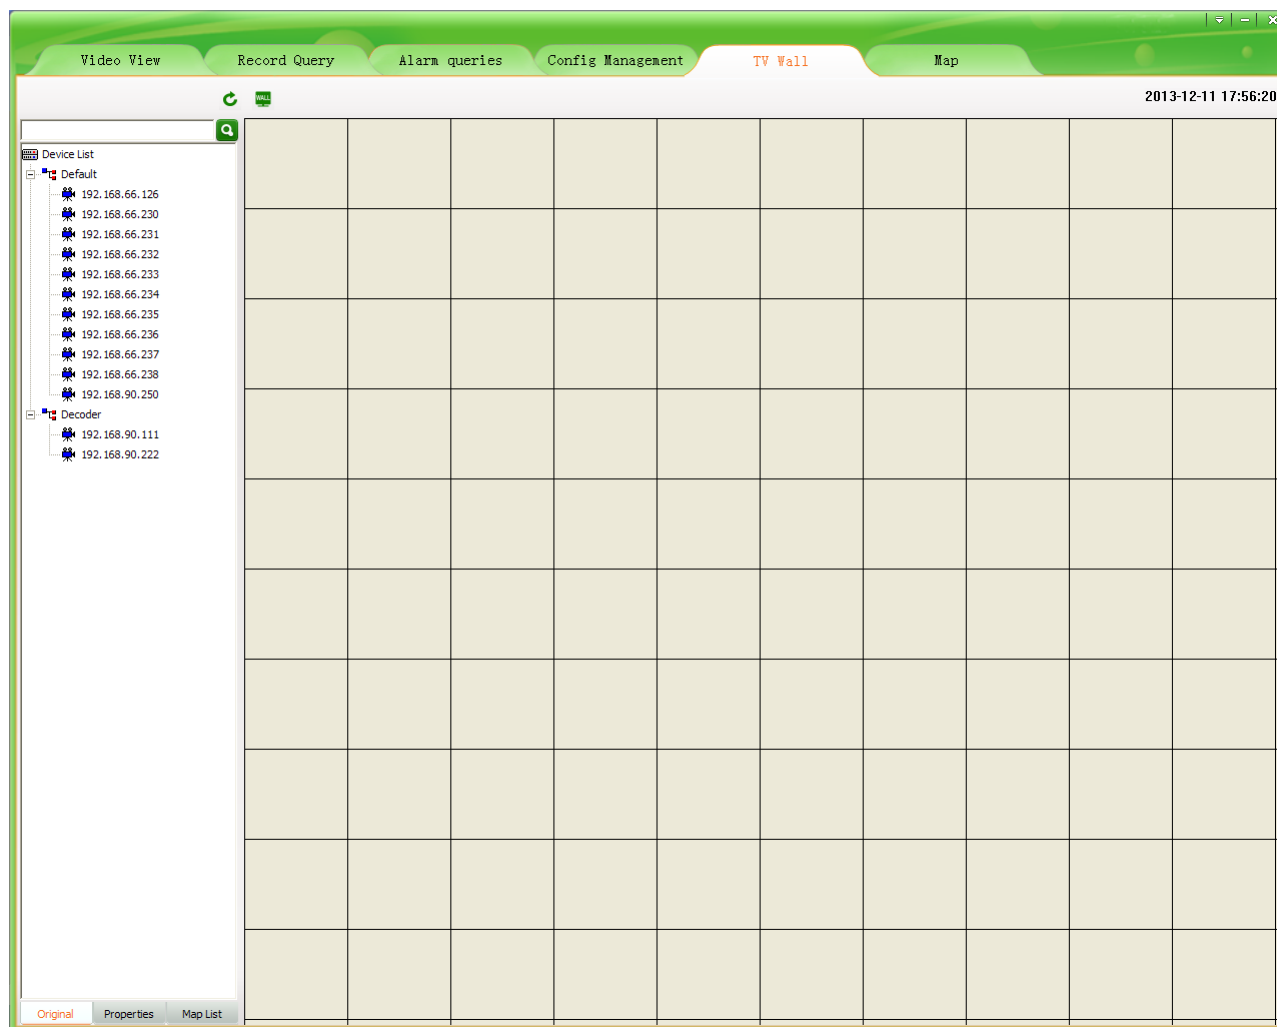 Video View Record Query Alarm queries Config Management TV Wall Map
WALL 2013-12-11 17:56:20
Device List
Default
192.168.66.126
192.168.66.230
192.168.66.231
192.168.66.232
192.168.66.233
192.168.66.234
192.168.66.235
192.168.66.236
192.168.66.237
192.168.66.238
192.168.90.250
Decoder
192.168.90.111
192.168.90.222
Original Properties Map List